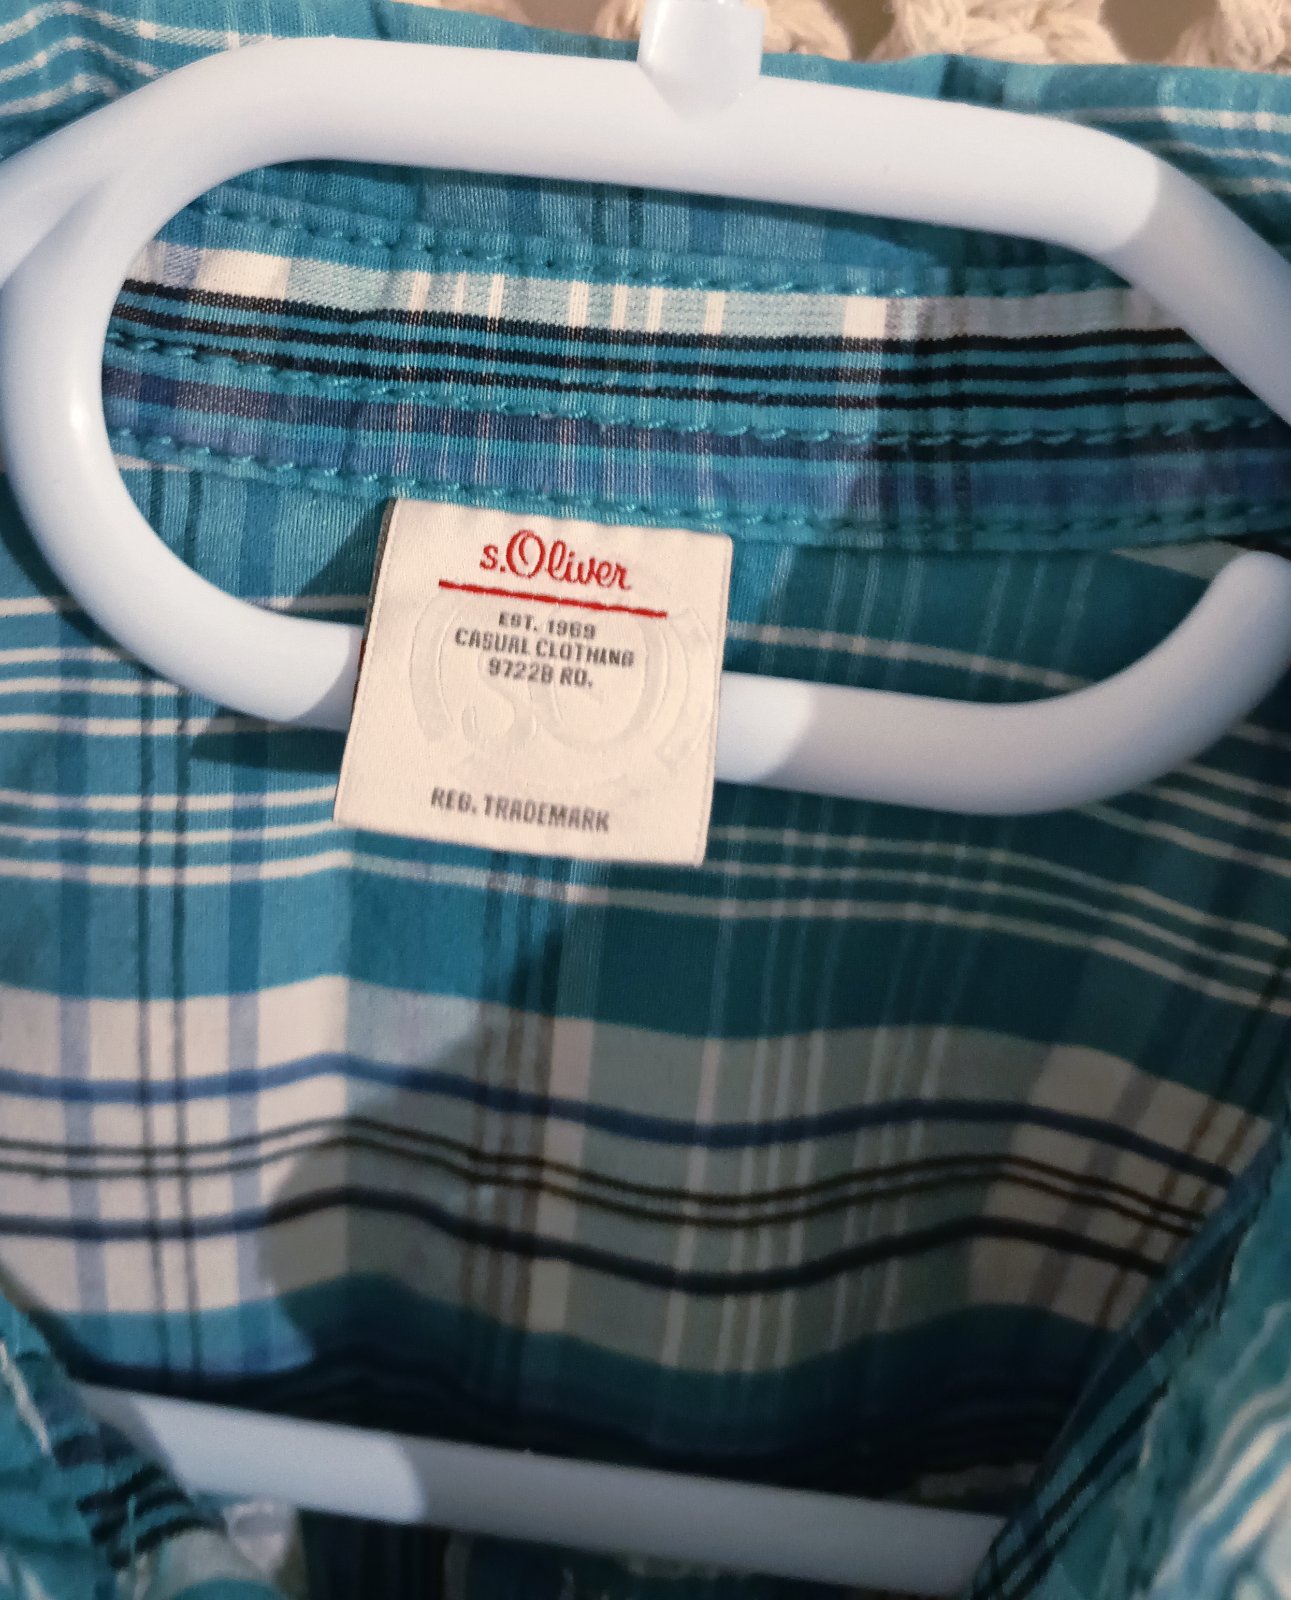 s.Oliver
EST. 1969
CASUAL CLOTHING
97228 RO.
REG. TRADEMARK